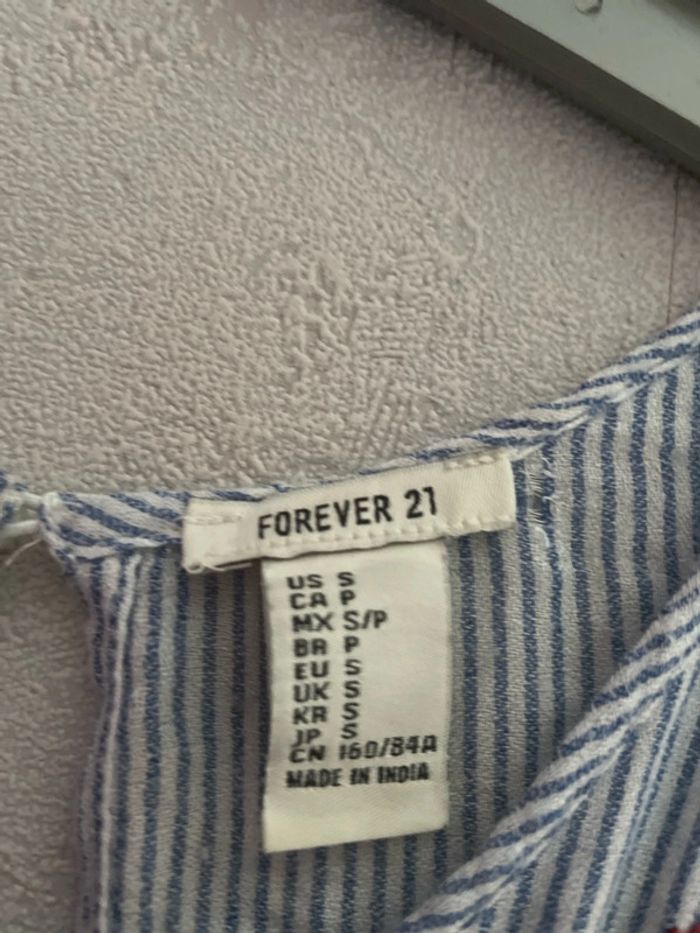 FOREVER 21
US S
CA P
MX S/P
BR P
EU S
UK S
KR S
JP S
CN 160/84A
MADE IN INDIA